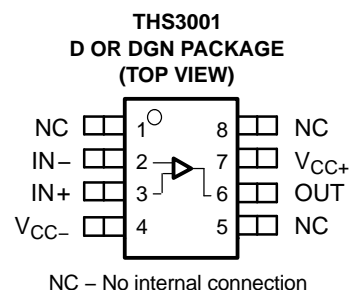 THS3001
D OR DGN PACKAGE
(TOP VIEW)
NC 1 8 NC
IN− 2 7 VCC+
IN+ 3 6 OUT
VCC− 4 5 NC
NC − No internal connection